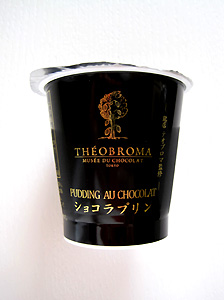 THÉOBROMA
MUSÉE DU CHOCOLAT
TOKYO
PUDDING AU CHOCOLAT
ショコラプリン